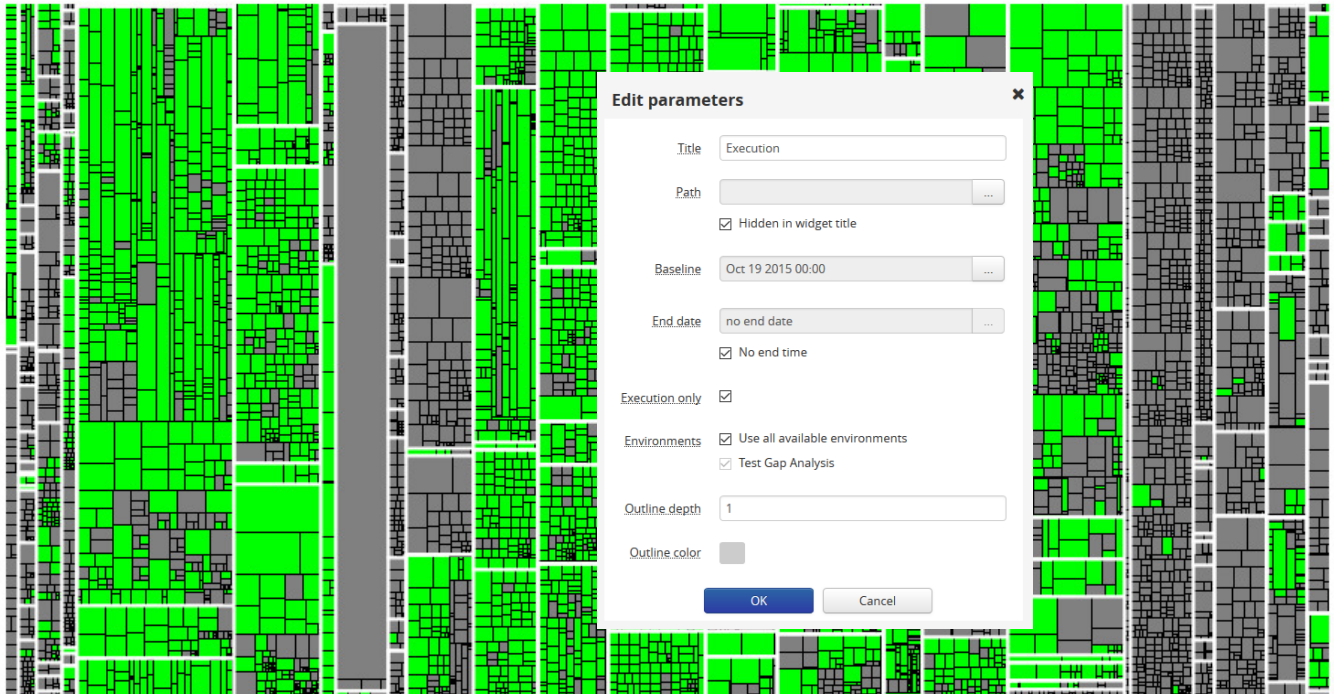 Edit parameters ✖
Title Execution
Path ...
Hidden in widget title
Baseline Oct 19 2015 00:00 ...
End date no end date ...
No end time
Execution only
Environments Use all available environments
Test Gap Analysis
Outline depth 1
Outline color
OK Cancel